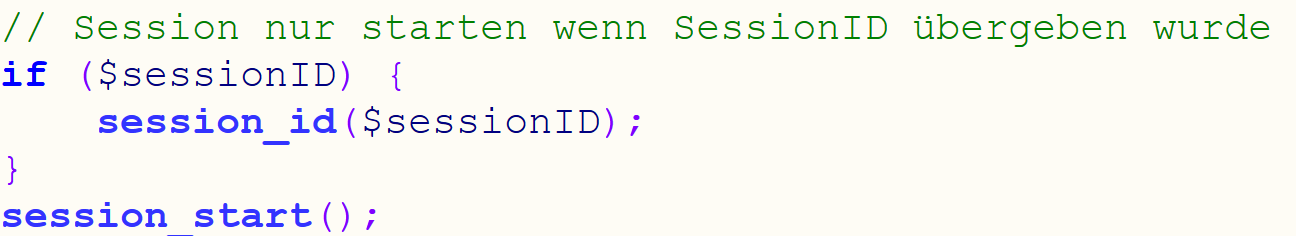 // Session nur starten wenn SessionID übergeben wurde
if ($sessionID) {
    session_id($sessionID);
}
session_start();